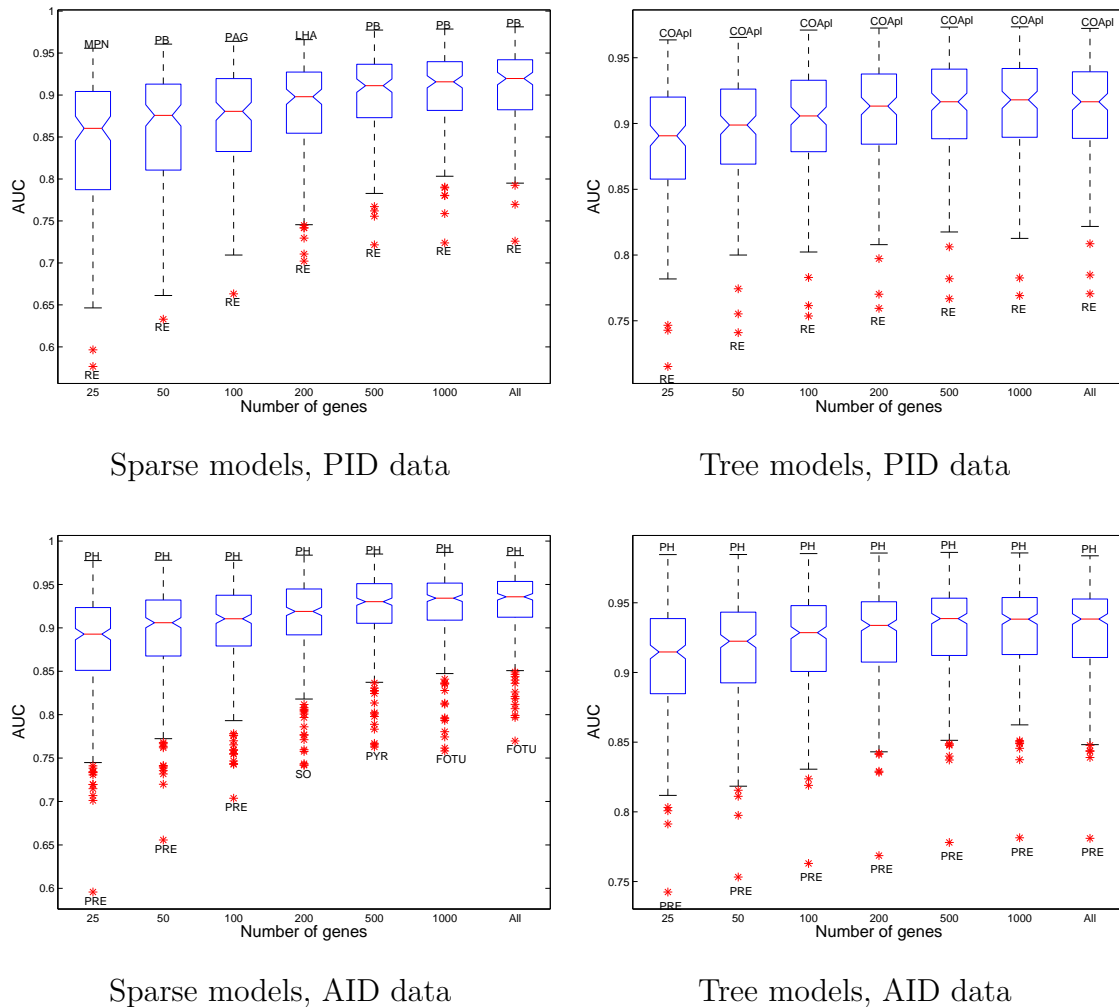 1
0.95
0.9
0.85
0.8
0.75
0.7
0.65
0.6
AUC
MPN
PB
PAG
LHA
PB
PB
PB
RE
RE
RE
RE
RE
RE
RE
25 50 100 200 500 1000 All
Number of genes
Sparse models, PID data
0.95
0.9
0.85
0.8
0.75
AUC
COApl
COApl
COApl
COApl
COApl
COApl
COApl
RE
RE
RE
RE
RE
RE
RE
25 50 100 200 500 1000 All
Number of genes
Tree models, PID data
1
0.95
0.9
0.85
0.8
0.75
0.7
0.65
0.6
AUC
PH
PH
PH
PH
PH
PH
PH
PRE
PRE
PRE
SO
PYR
FOTU
FOTU
25 50 100 200 500 1000 All
Number of genes
Sparse models, AID data
0.95
0.9
0.85
0.8
0.75
AUC
PH
PH
PH
PH
PH
PH
PH
PRE
PRE
PRE
PRE
PRE
PRE
PRE
25 50 100 200 500 1000 All
Number of genes
Tree models, AID data